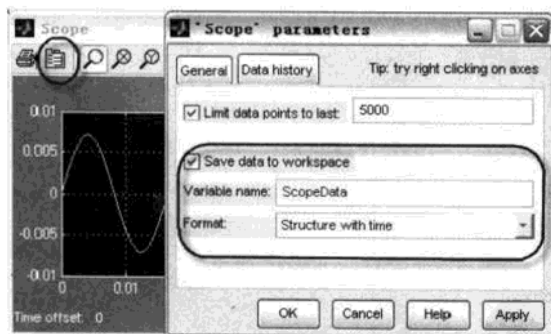 Scope
'Scope' parameters
General
Data history
Tip: try right clicking on axes
Limit data points to last:
5000
Save data to workspace
Variable name:
ScopeData
Format:
Structure with time
0.01
0.005
0
-0.005
-0.01
0
0.01
Time offset: 0
OK
Cancel
Help
Apply